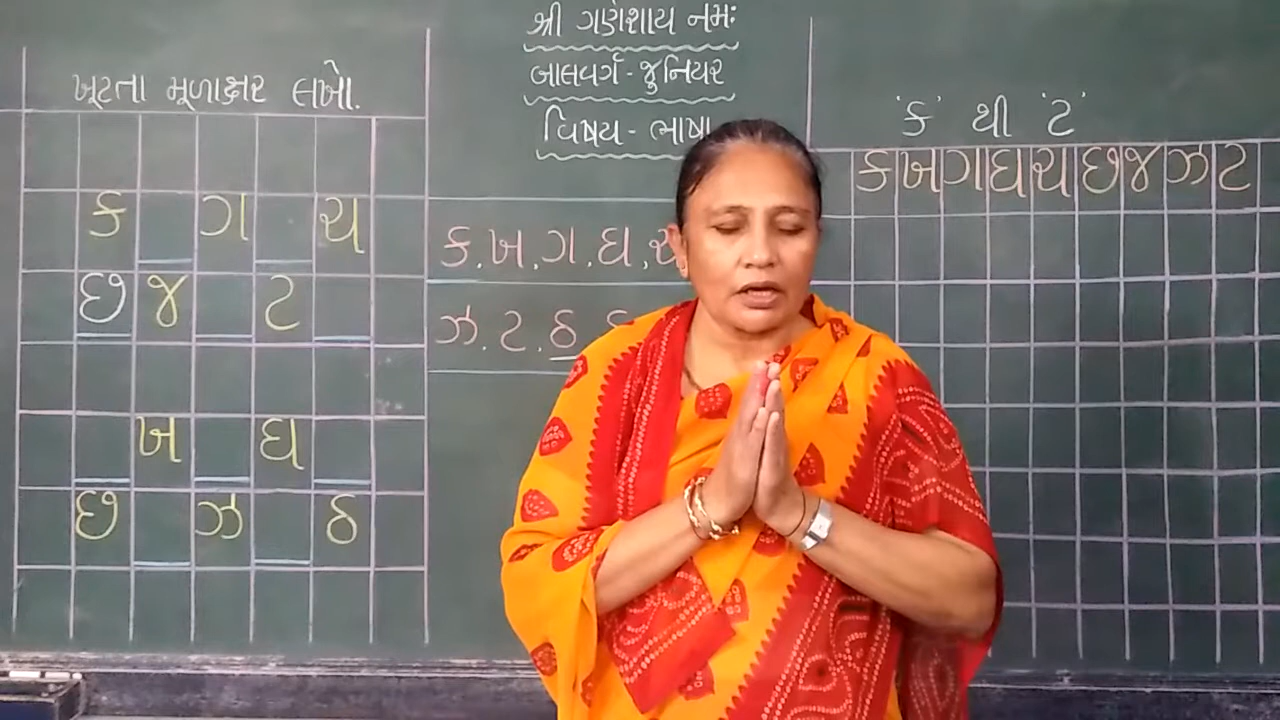 શ્રી ગણેશાય નમઃ
બાલવર્ગ - જુનિયર
વિષય - ભાષા
ખૂટતા મૂળાક્ષર લખો.
ક ગ ચ
છ જ ટ
ખ ઘ
છ ઝ ઠ
ક.ખ.ગ.ઘ.ચ
ઝ.ટ.ઠ.
'ક' થી 'ટ'
ક ખ ગ ઘ ચ છ જ ઝ ટ